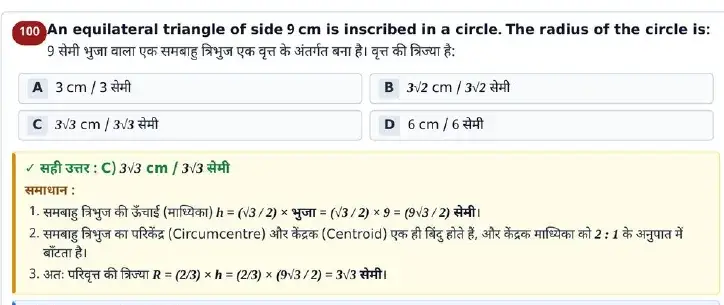 100 An equilateral triangle of side 9 cm is inscribed in a circle. The radius of the circle is:
9 सेमी भुजा वाला एक समबाहु त्रिभुज एक वृत्त के अंतर्गत बना है। वृत्त की त्रिज्या है:
A 3 cm / 3 सेमी
B 3√2 cm / 3√2 सेमी
C 3√3 cm / 3√3 सेमी
D 6 cm / 6 सेमी
✓ सही उत्तर : C) 3√3 cm / 3√3 सेमी
समाधान :
1. समबाहु त्रिभुज की ऊँचाई (माध्यिका) h = (√3 / 2) × भुजा = (√3 / 2) × 9 = (9√3 / 2) सेमी।
2. समबाहु त्रिभुज का परिकेंद्र (Circumcentre) और केंद्रक (Centroid) एक ही बिंदु होते हैं, और केंद्रक माध्यिका को 2 : 1 के अनुपात में
बाँटता है।
3. अतः परिवृत्त की त्रिज्या R = (2/3) × h = (2/3) × (9√3 / 2) = 3√3 सेमी।